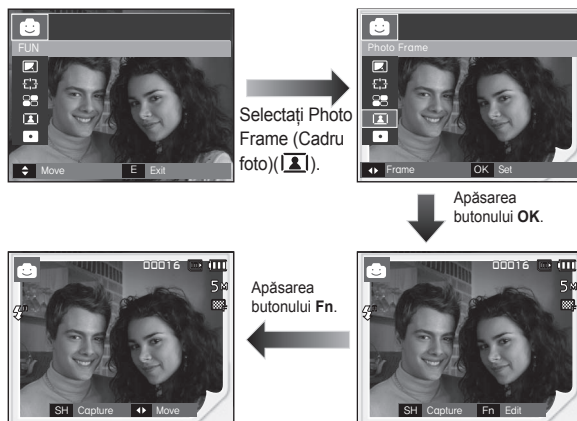 FUN
Move E Exit
Selectați Photo
Frame (Cadru
foto)( ).
Photo Frame
Frame OK Set
Apăsarea
butonului OK.
00016
5M
SH Capture Fn Edit
Apăsarea
butonului Fn.
00016
5M
SH Capture Move